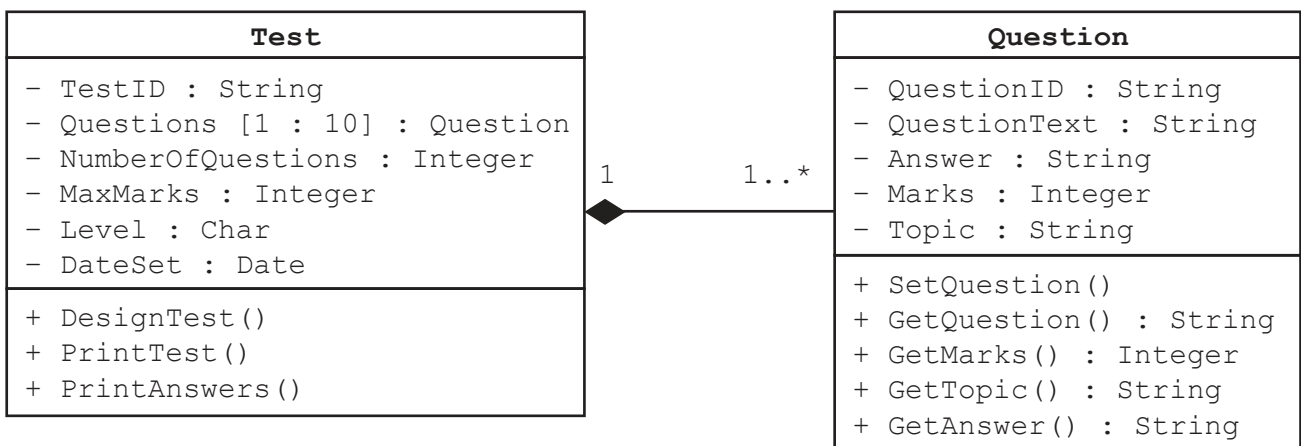 Test
– TestID : String
– Questions [1 : 10] : Question
– NumberOfQuestions : Integer
– MaxMarks : Integer
– Level : Char
– DateSet : Date
+ DesignTest()
+ PrintTest()
+ PrintAnswers()
1
1..*
Question
– QuestionID : String
– QuestionText : String
– Answer : String
– Marks : Integer
– Topic : String
+ SetQuestion()
+ GetQuestion() : String
+ GetMarks() : Integer
+ GetTopic() : String
+ GetAnswer() : String